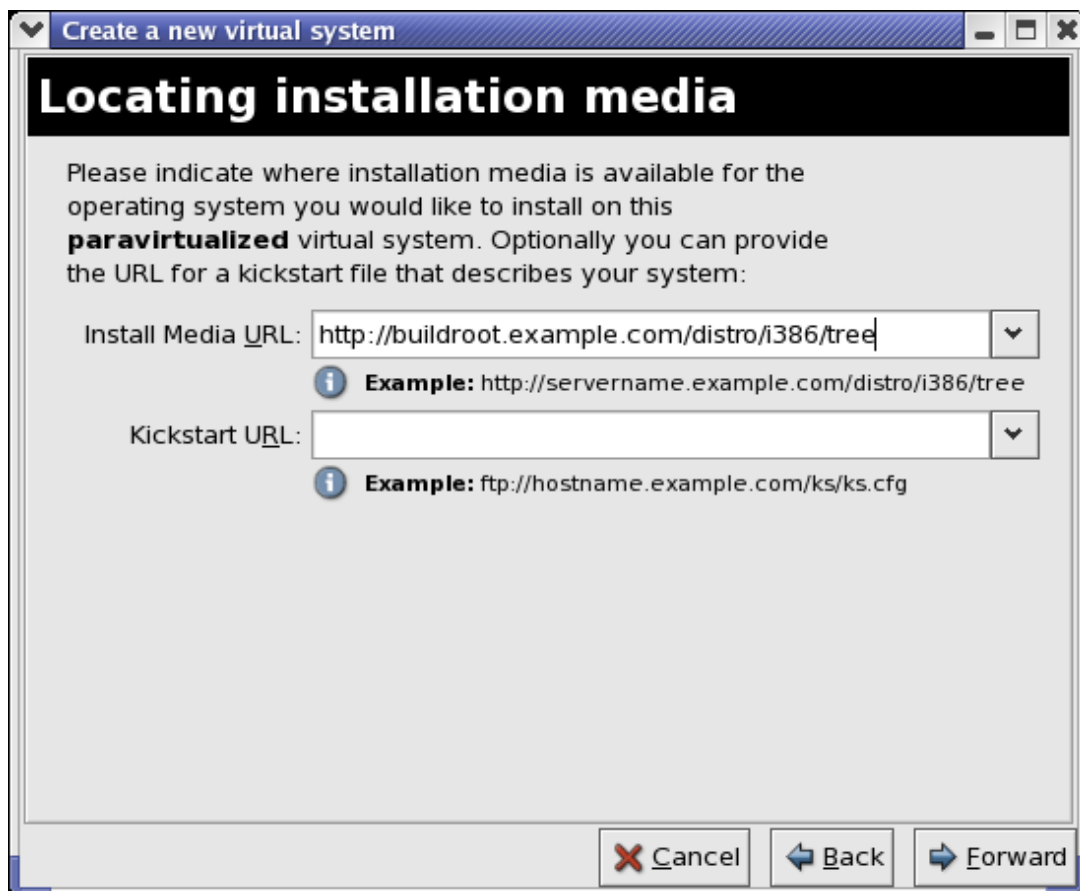 Create a new virtual system
Locating installation media
Please indicate where installation media is available for the
operating system you would like to install on this
paravirtualized virtual system. Optionally you can provide
the URL for a kickstart file that describes your system:
Install Media URL: http://buildroot.example.com/distro/i386/tree
Example: http://servername.example.com/distro/i386/tree
Kickstart URL:
Example: ftp://hostname.example.com/ks/ks.cfg
Cancel Back Forward